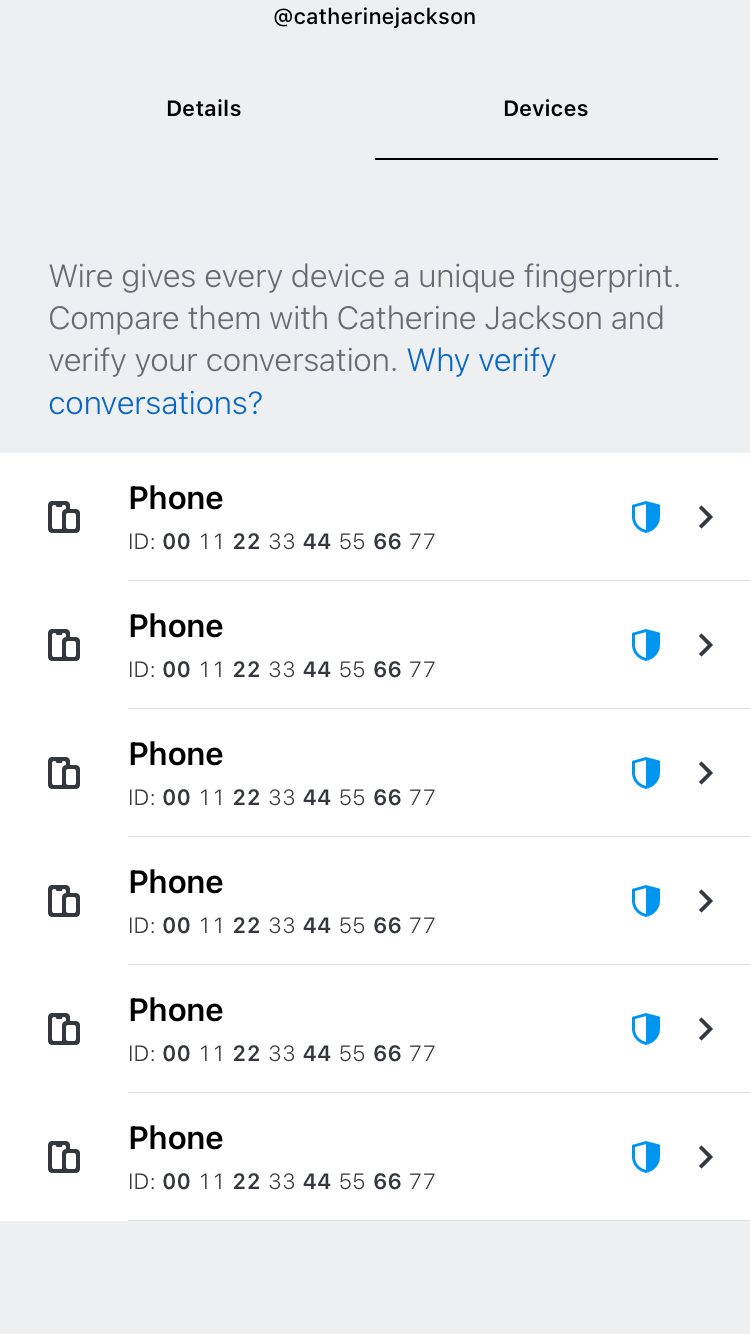 @catherinejackson
Details Devices
Wire gives every device a unique fingerprint.
Compare them with Catherine Jackson and
verify your conversation. Why verify
conversations?
Phone
ID: 00 11 22 33 44 55 66 77
Phone
ID: 00 11 22 33 44 55 66 77
Phone
ID: 00 11 22 33 44 55 66 77
Phone
ID: 00 11 22 33 44 55 66 77
Phone
ID: 00 11 22 33 44 55 66 77
Phone
ID: 00 11 22 33 44 55 66 77